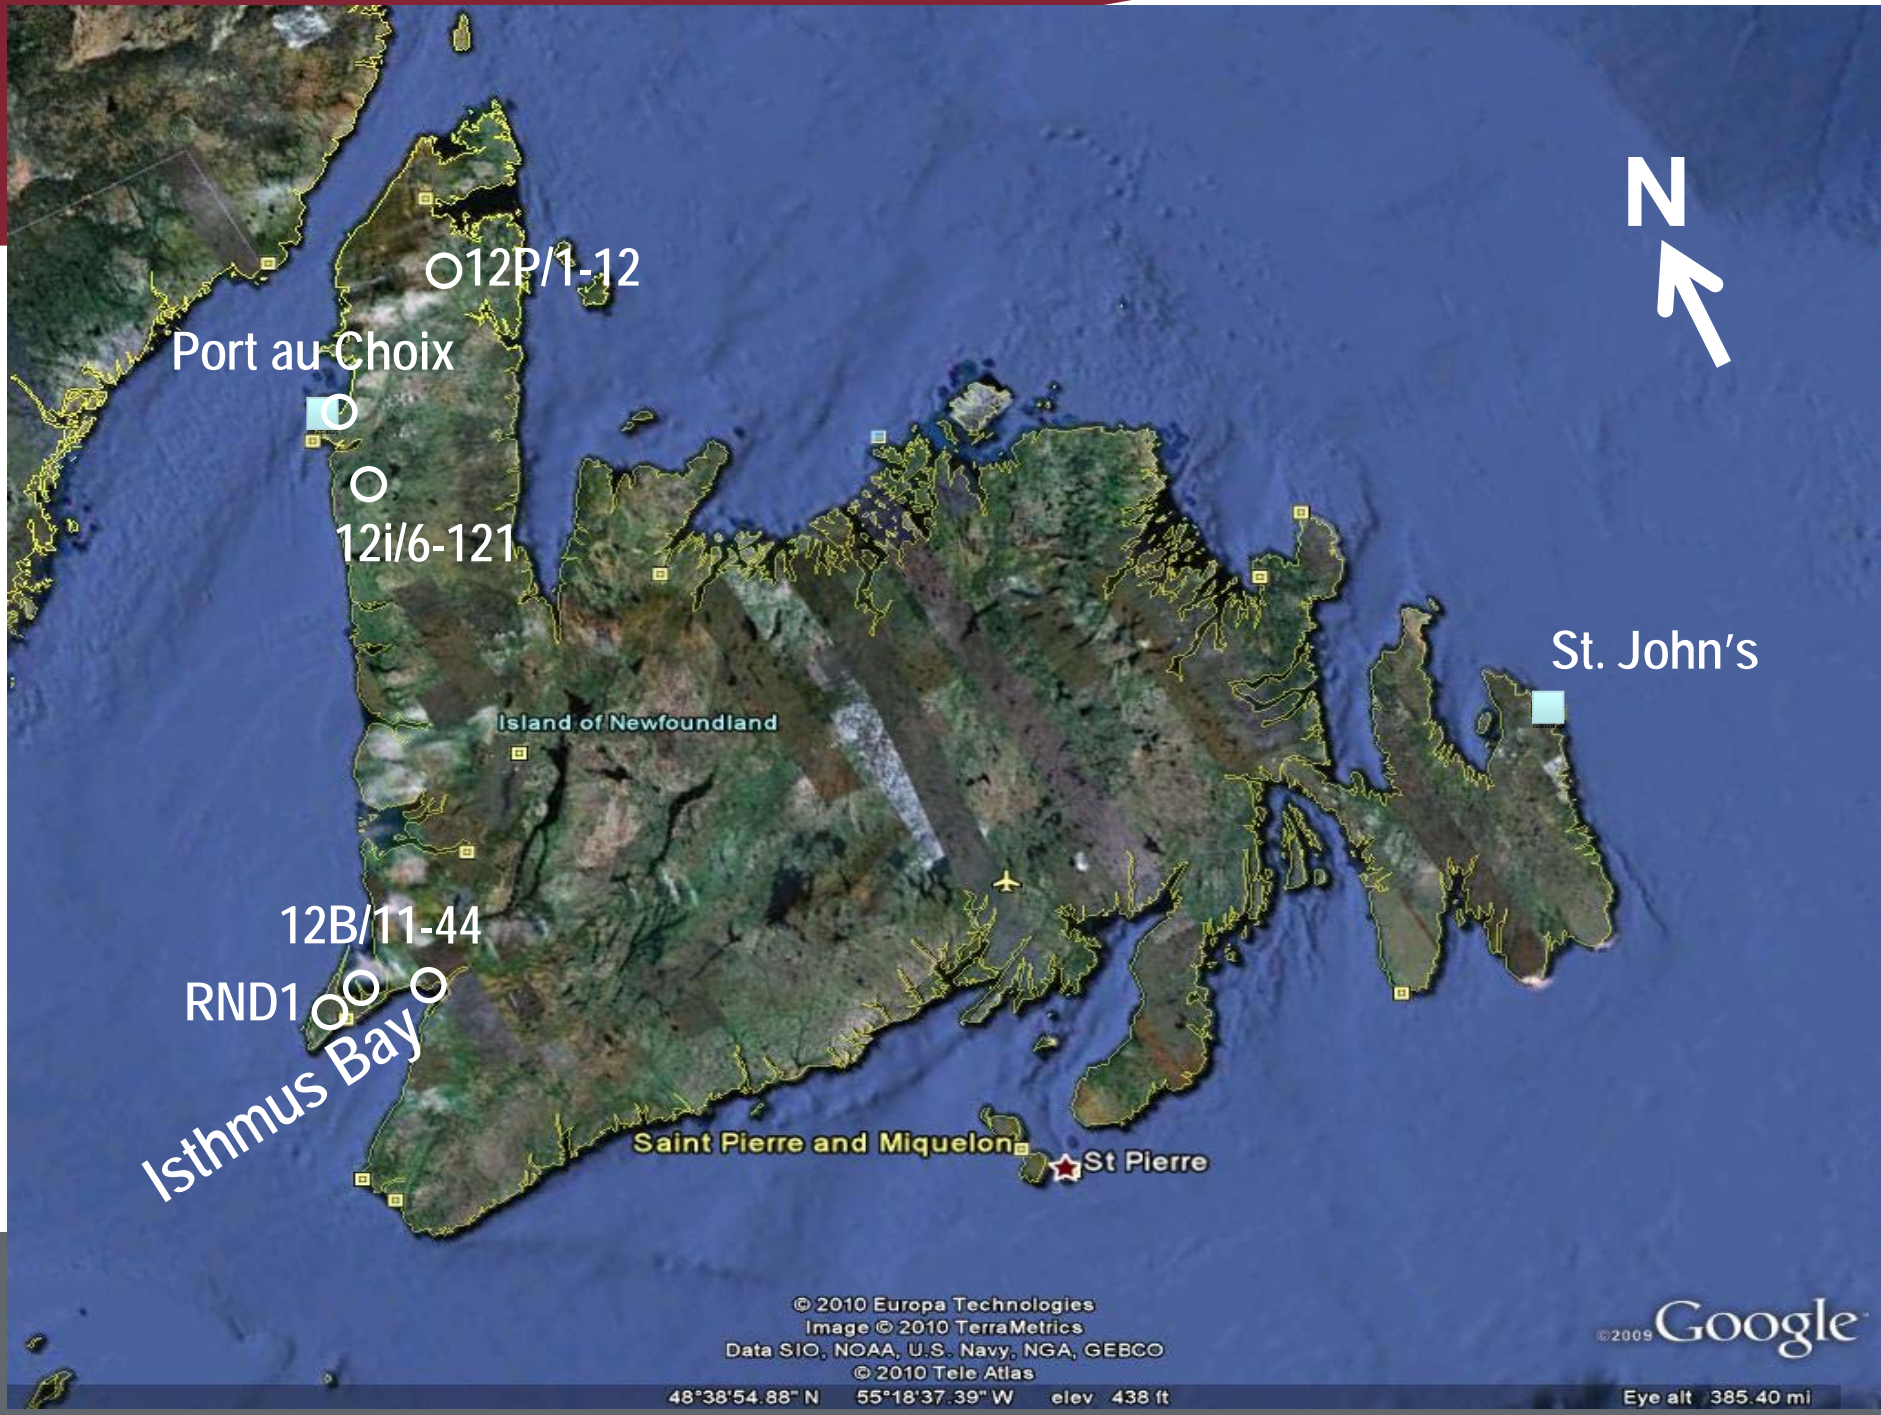 N
12P/1-12
Port au Choix
12i/6-121
St. John's
Island of Newfoundland
12B/11-44
RND1
Isthmus Bay
Saint Pierre and Miquelon
St Pierre
© 2010 Europa Technologies
Image © 2010 TerraMetrics
Data SIO, NOAA, U.S. Navy, NGA, GEBCO
© 2010 Tele Atlas
©2009 Google
48°38'54.88" N 55°18'37.39" W elev 438 ft
Eye alt 385.40 mi